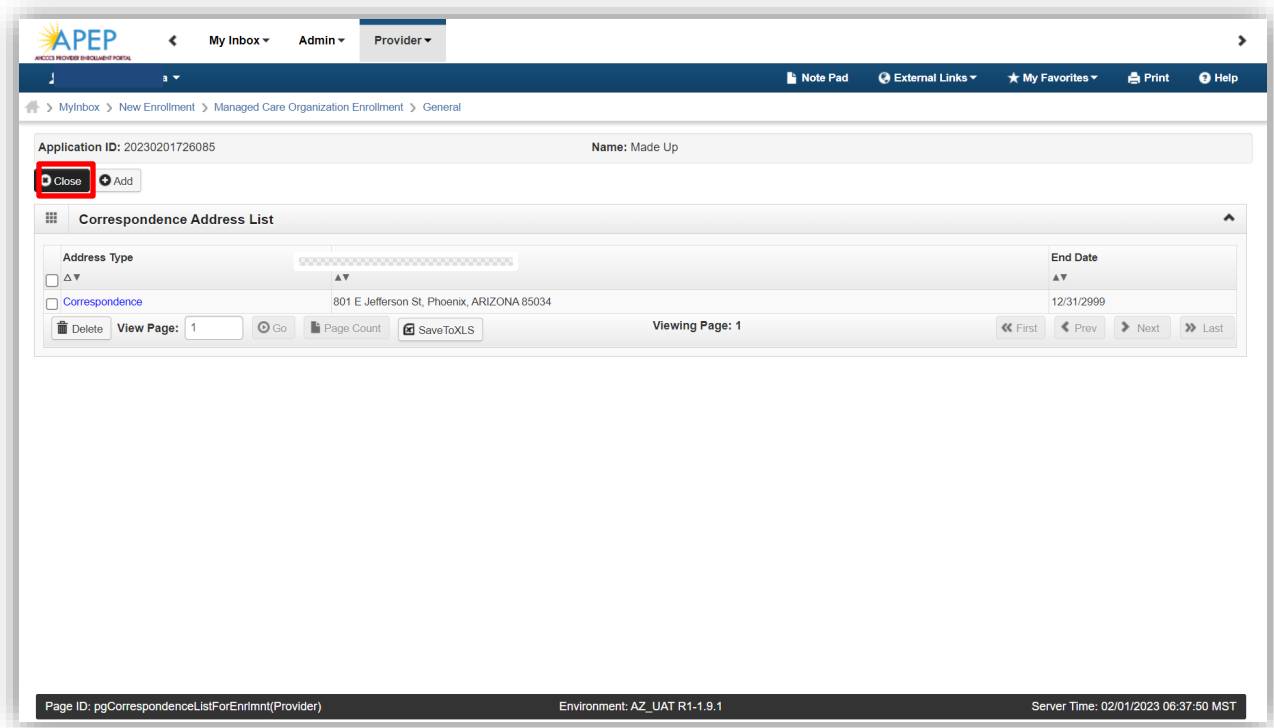 APEP
AHCCCS PROVIDER ENROLLMENT PORTAL
My Inbox Admin Provider
a Note Pad External Links My Favorites Print Help
MyInbox > New Enrollment > Managed Care Organization Enrollment > General
Application ID: 20230201726085 Name: Made Up
Close Add
Correspondence Address List
Address Type End Date
Correspondence 801 E Jefferson St, Phoenix, ARIZONA 85034 12/31/2999
Delete View Page: 1 Go Page Count SaveToXLS Viewing Page: 1 First Prev Next Last
Page ID: pgCorrespondenceListForEnrlmnt(Provider) Environment: AZ_UAT R1-1.9.1 Server Time: 02/01/2023 06:37:50 MST